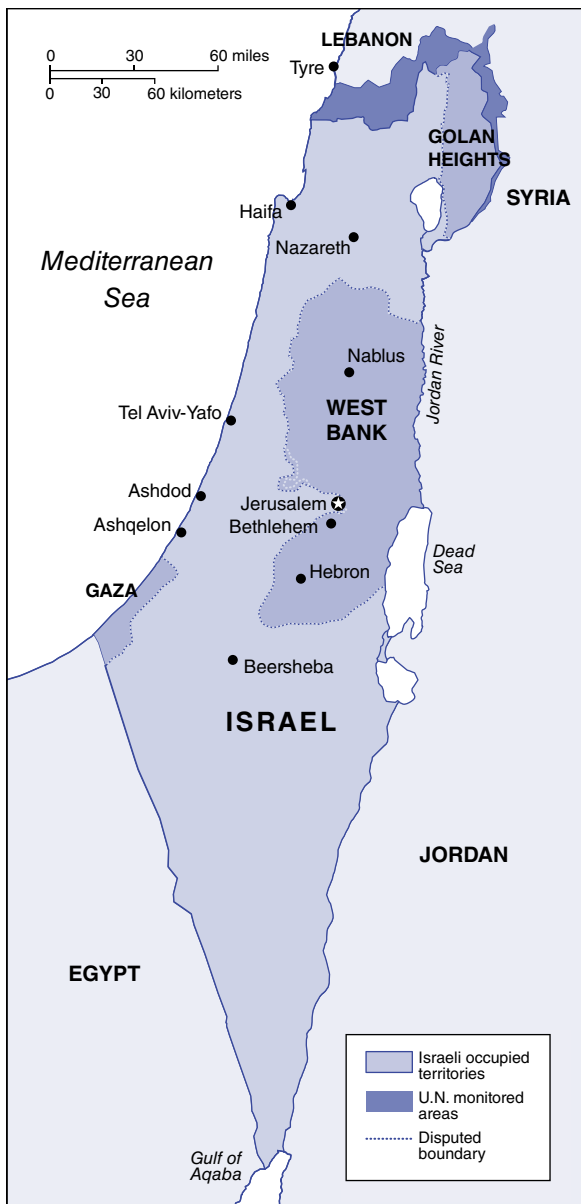 0 30 60 miles
0 30 60 kilometers
LEBANON
Tyre
GOLAN
HEIGHTS
SYRIA
Haifa
Nazareth
Mediterranean
Sea
Jordan River
Nablus
WEST
BANK
Tel Aviv-Yafo
Ashdod
Jerusalem
Ashqelon
Bethlehem
Dead
Sea
Hebron
GAZA
Beersheba
ISRAEL
JORDAN
EGYPT
Israeli occupied
territories
U.N. monitored
areas
Disputed
boundary
Gulf of
Aqaba